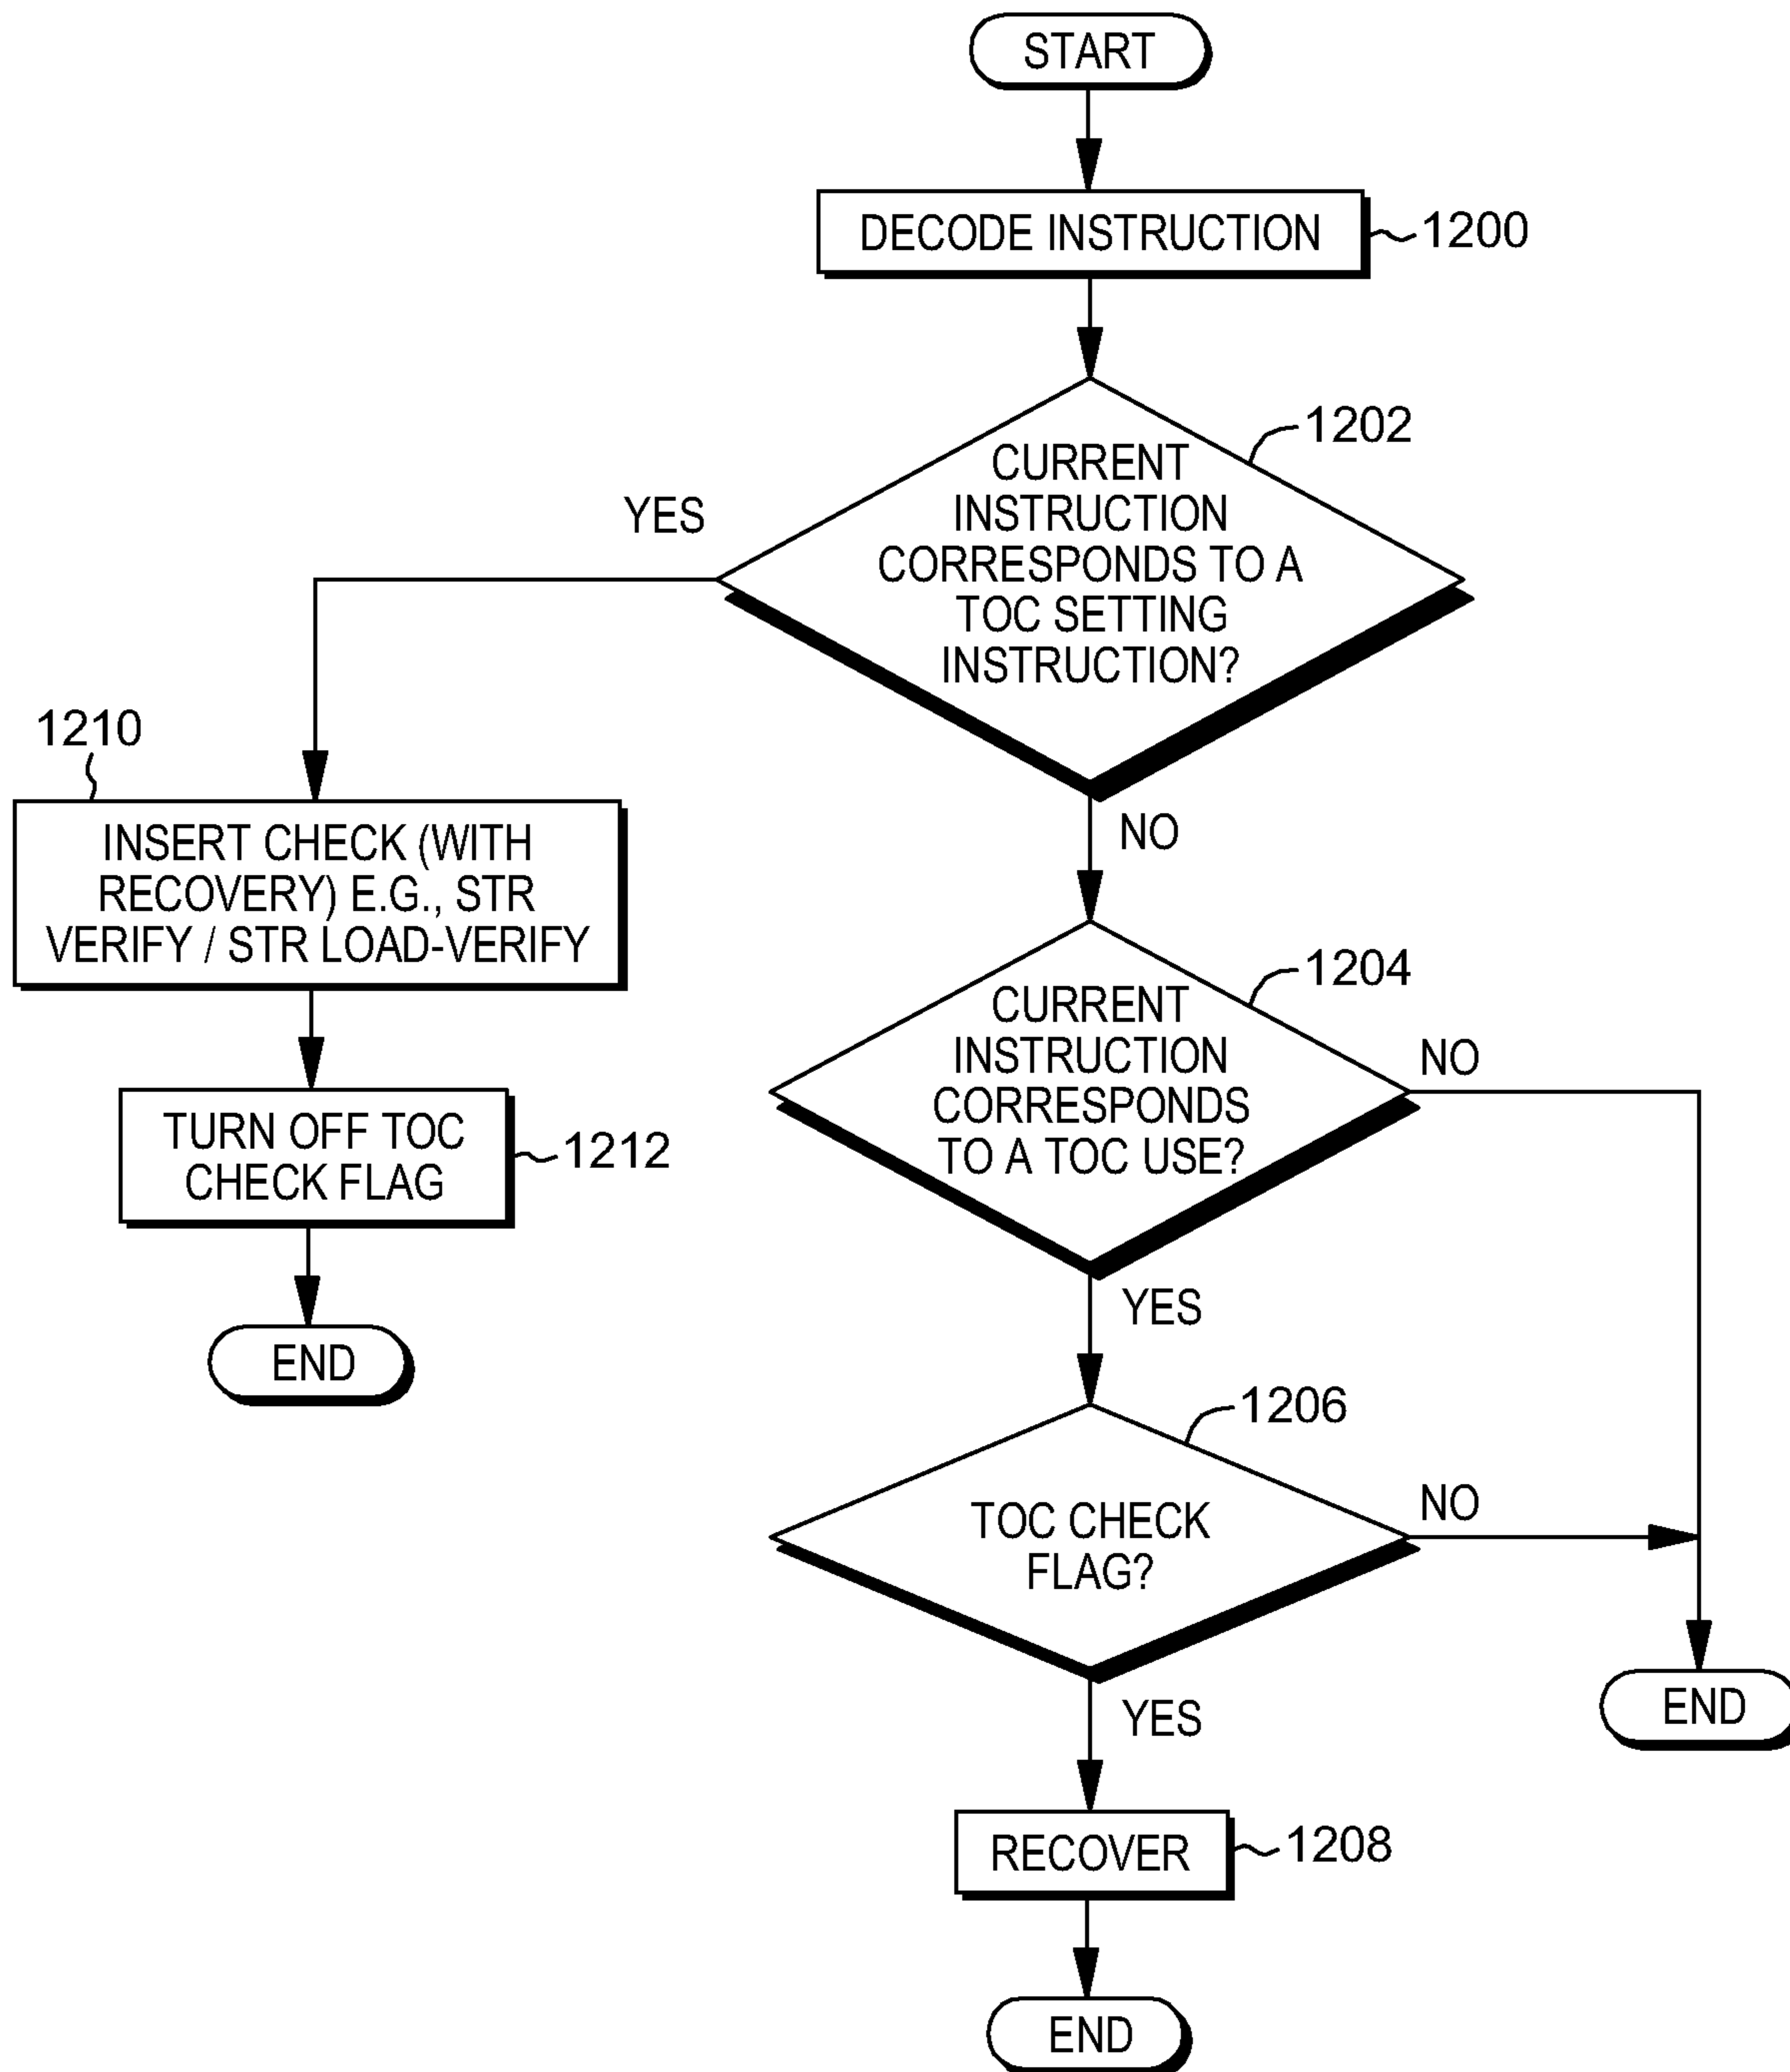 START
DECODE INSTRUCTION
1200
1202
CURRENT
INSTRUCTION
CORRESPONDS TO A
TOC SETTING
INSTRUCTION?
YES
NO
1210
INSERT CHECK (WITH
RECOVERY) E.G., STR
VERIFY / STR LOAD-VERIFY
TURN OFF TOC
CHECK FLAG
1212
END
1204
CURRENT
INSTRUCTION
CORRESPONDS
TO A TOC USE?
NO
YES
1206
TOC CHECK
FLAG?
NO
YES
END
RECOVER
1208
END